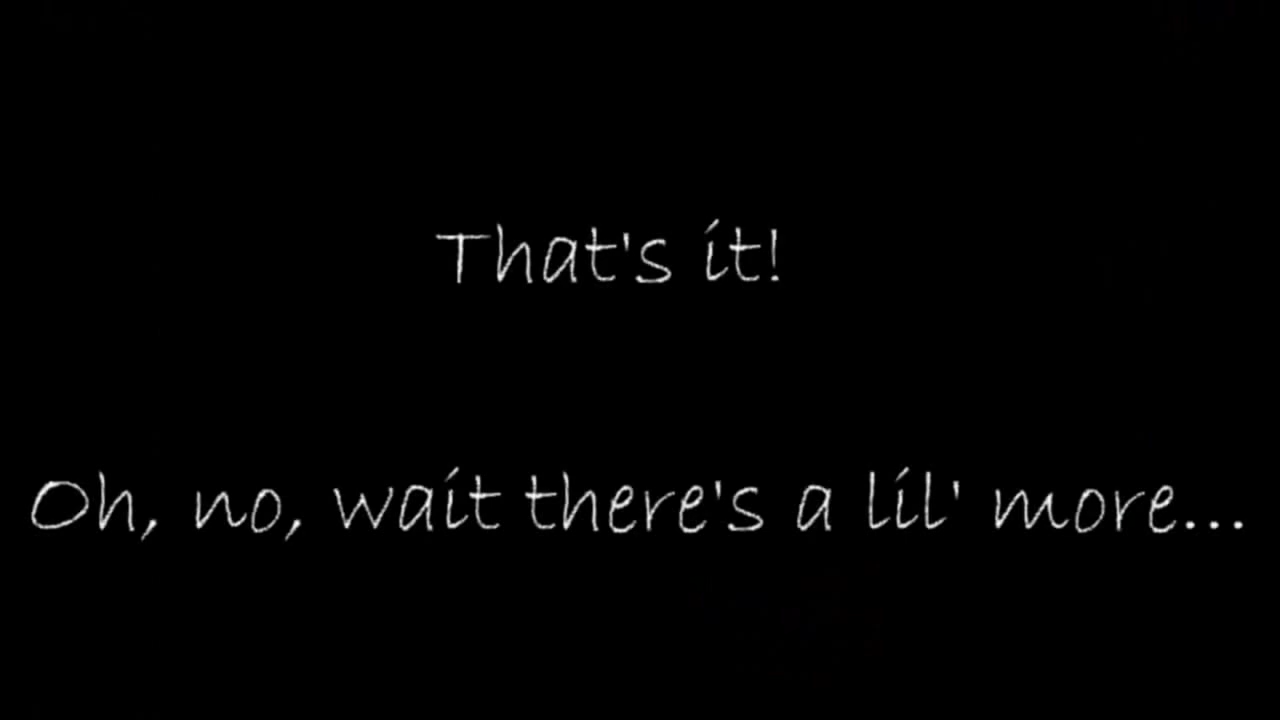 That's it!
Oh, no, wait there's a lil' more...